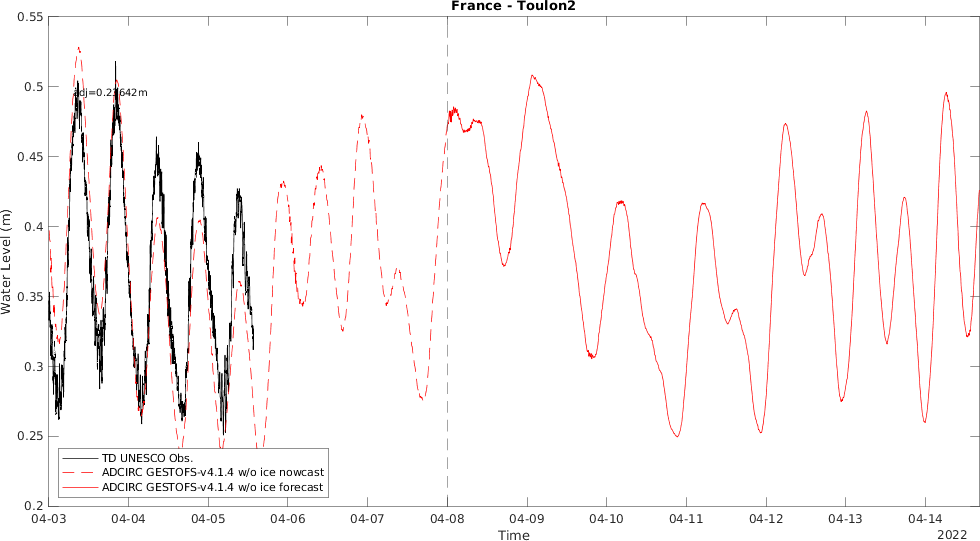 France - Toulon2
0.55
0.5
0.45
0.4
0.35
0.3
0.25
0.2
Water Level (m)
TD UNESCO Obs.
ADCIRC GESTOFS-v4.1.4 w/o ice nowcast
ADCIRC GESTOFS-v4.1.4 w/o ice forecast
04-03 04-04 04-05 04-06 04-07 04-08 04-09 04-10 04-11 04-12 04-13 04-14
Time
2022